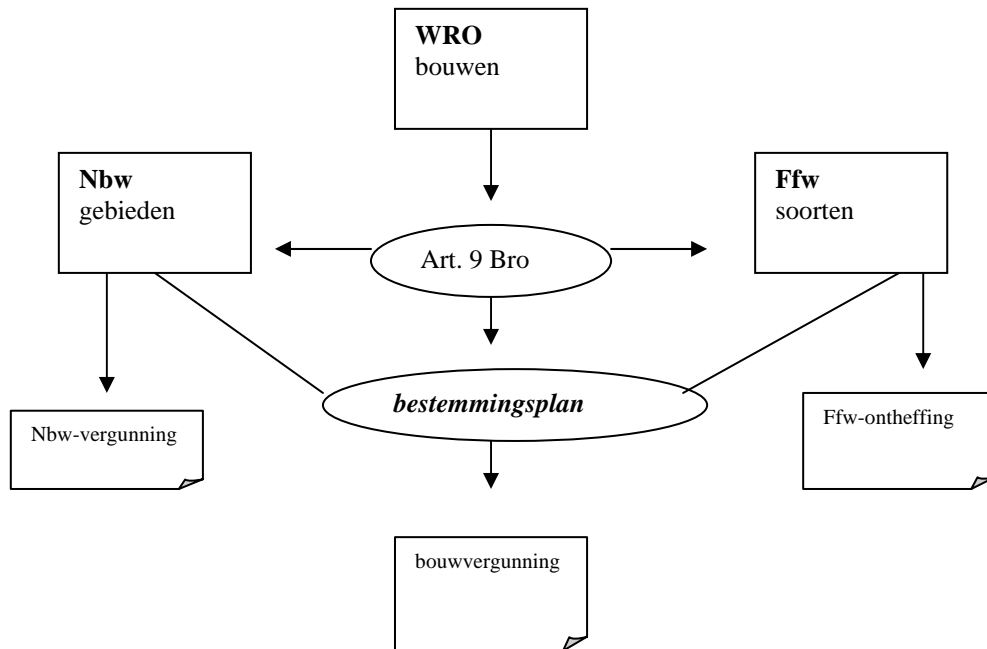 WRO
bouwen
Nbw
gebieden
Ffw
soorten
Art. 9 Bro
bestemmingsplan
Nbw-vergunning
Ffw-ontheffing
bouwvergunning